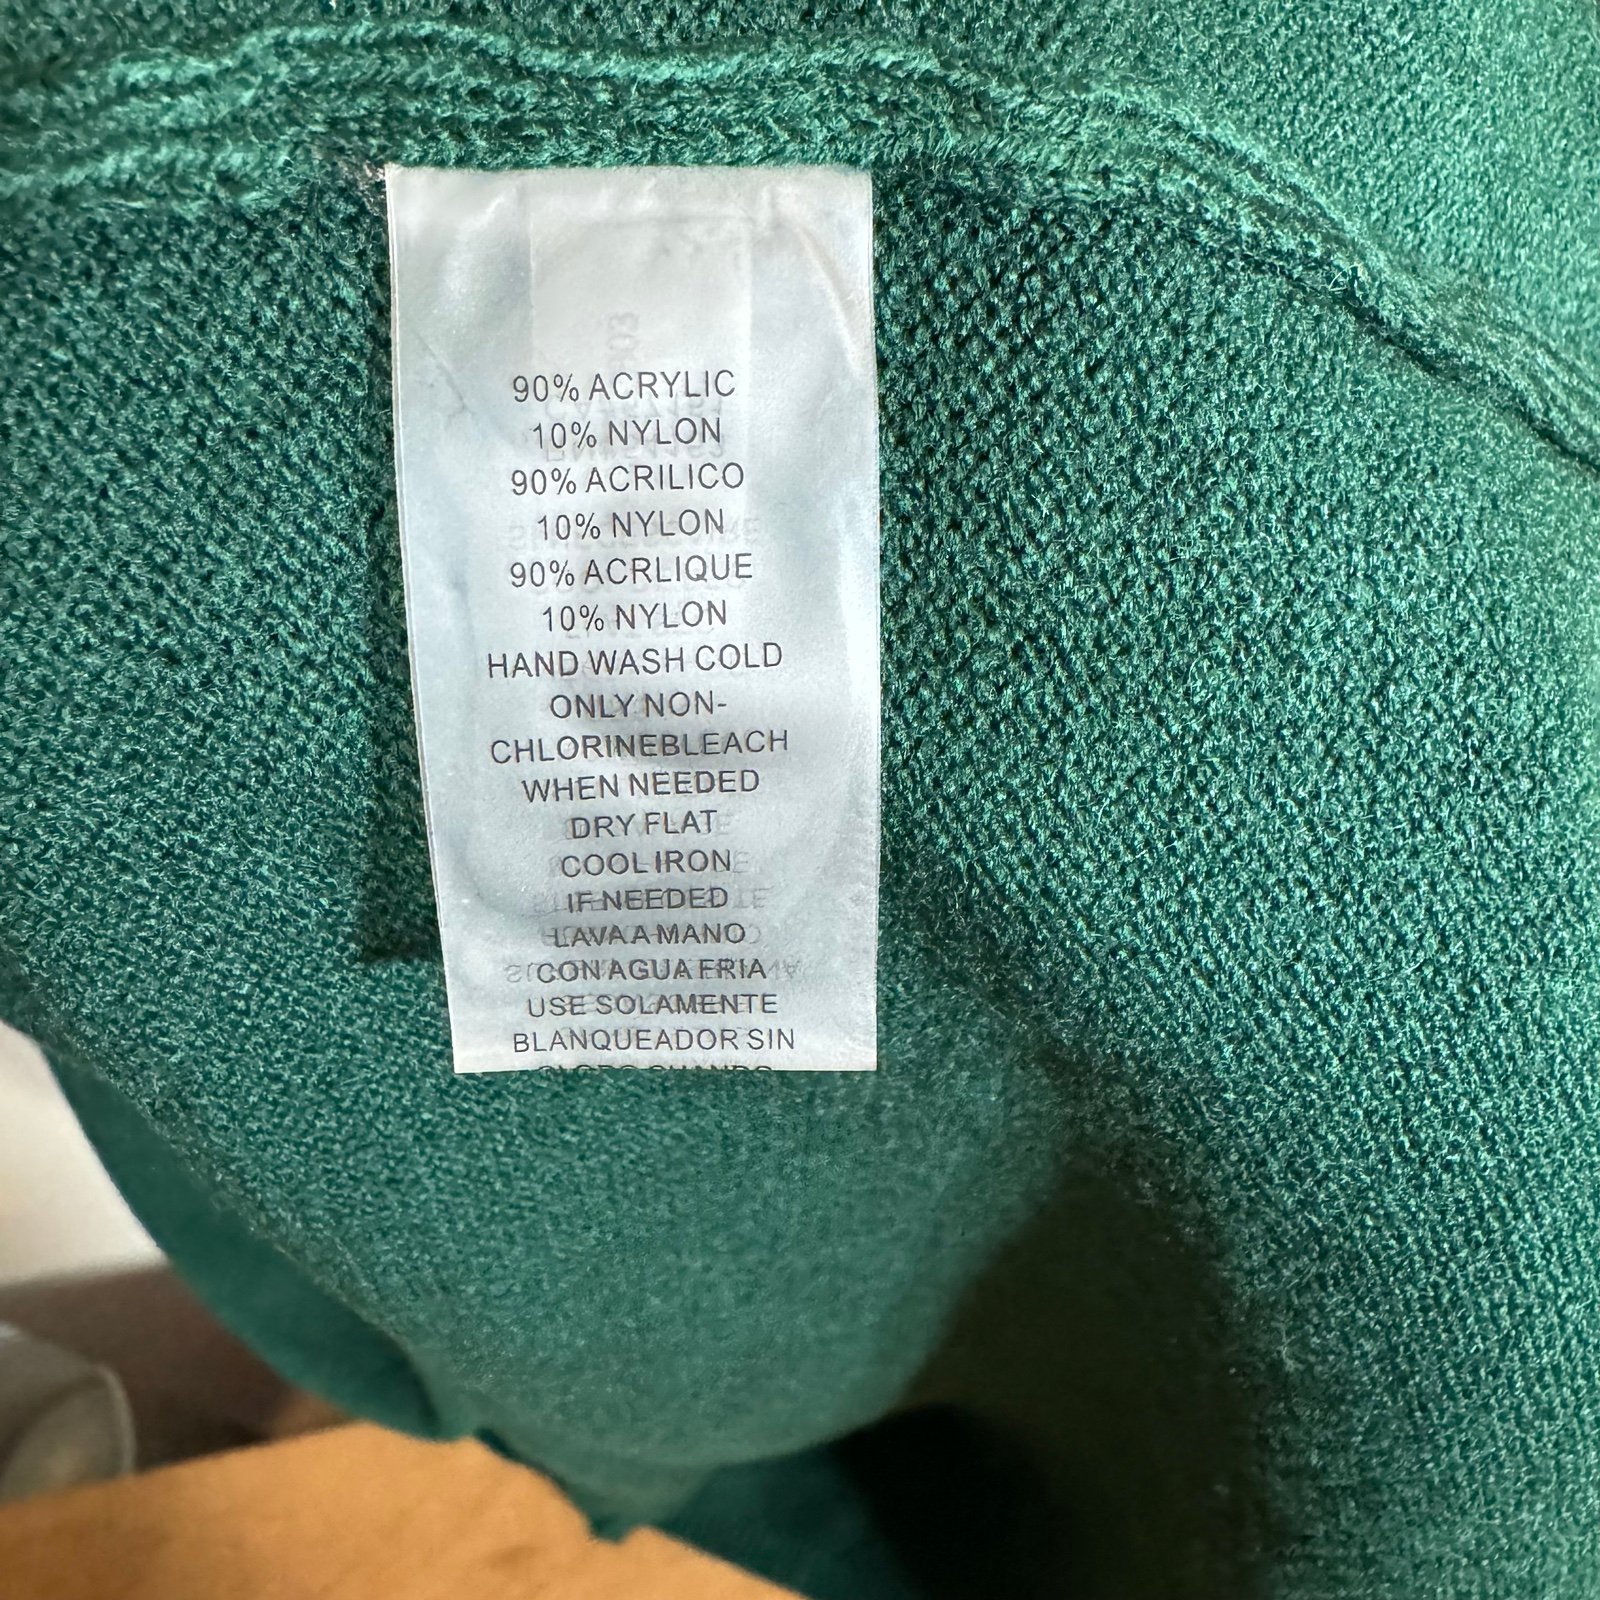 90% ACRYLIC
10% NYLON
90% ACRILICO
10% NYLON
90% ACRLIQUE
10% NYLON
HAND WASH COLD
ONLY NON-
CHLORINEBLEACH
WHEN NEEDED
DRY FLAT
COOL IRON
IF NEEDED
LAVA A MANO
CON AGUA FRIA
USE SOLAMENTE
BLANQUEADOR SIN